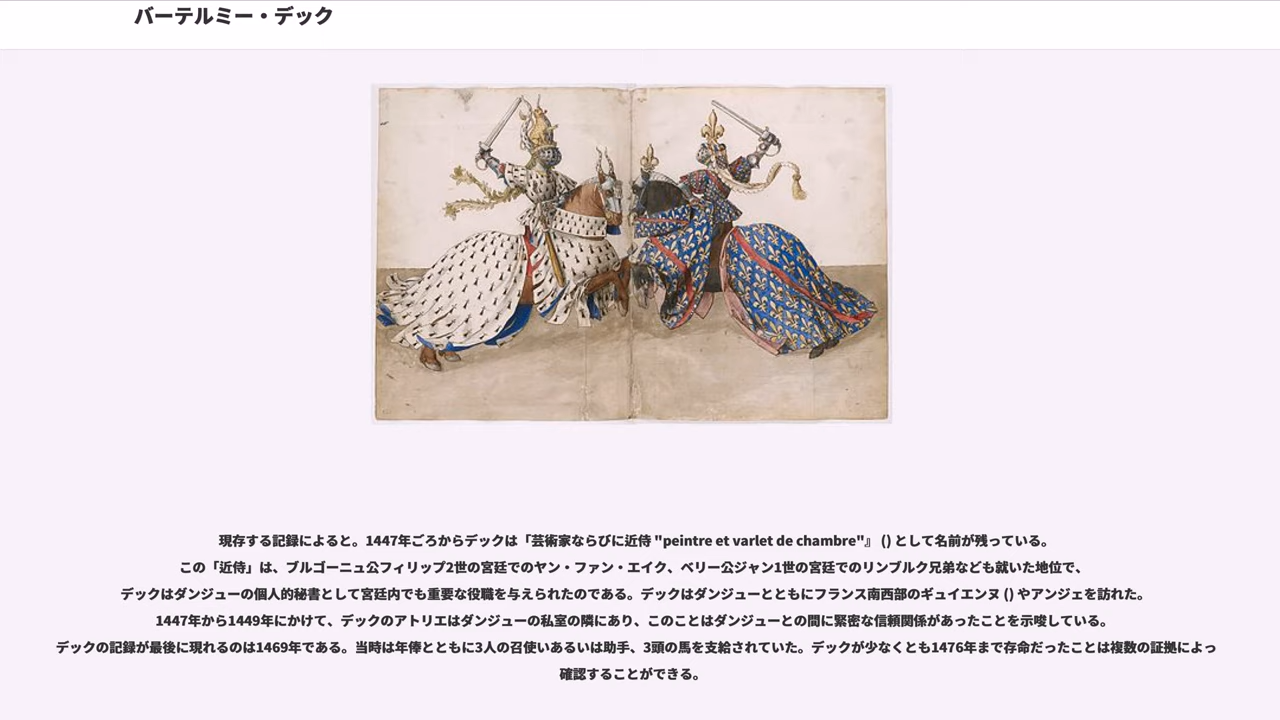 バーテルミー・デック
現存する記録によると。1447年ごろからデックは「芸術家ならびに近侍 "peintre et varlet de chambre"』 () として名前が残っている。
この「近侍」は、ブルゴーニュ公フィリップ2世の宮廷でのヤン・ファン・エイク、ベリー公ジャン1世の宮廷でのリンブルク兄弟なども就いた地位で、
デックはダンジューの個人的秘書として宮廷内でも重要な役職を与えられたのである。デックはダンジューとともにフランス南西部のギュイエンヌ () やアンジェを訪れた。
1447年から1449年にかけて、デックのアトリエはダンジューの私室の隣にあり、このことはダンジューとの間に緊密な信頼関係があったことを示唆している。
デックの記録が最後に現れるのは1469年である。当時は年俸とともに3人の召使いあるいは助手、3頭の馬を支給されていた。デックが少なくとも1476年まで存命だったことは複数の証拠によっ
確認することができる。